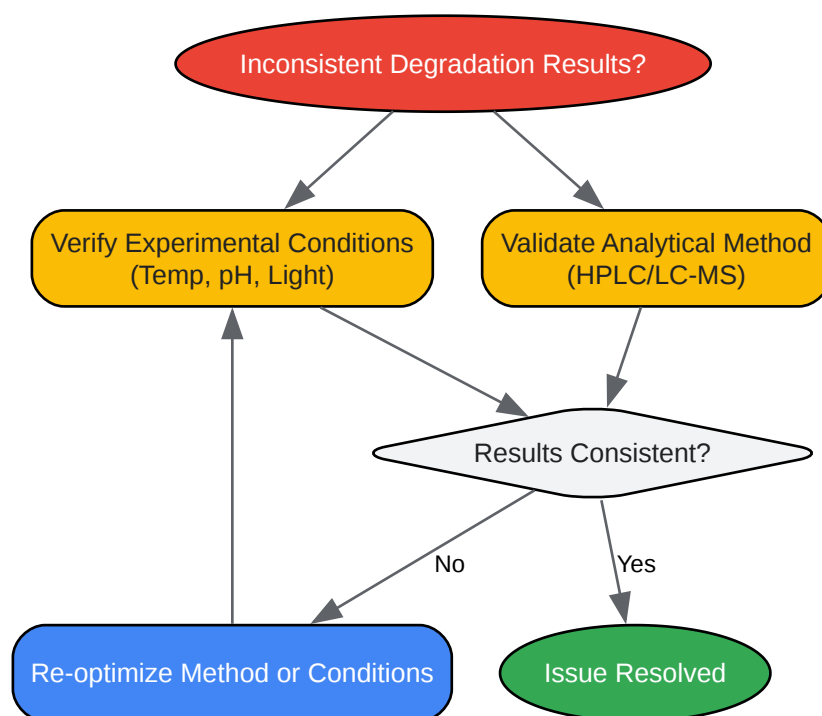 Inconsistent Degradation Results?
Verify Experimental Conditions
(Temp, pH, Light)
Validate Analytical Method
(HPLC/LC-MS)
Results Consistent?
No
Yes
Re-optimize Method or Conditions
Issue Resolved